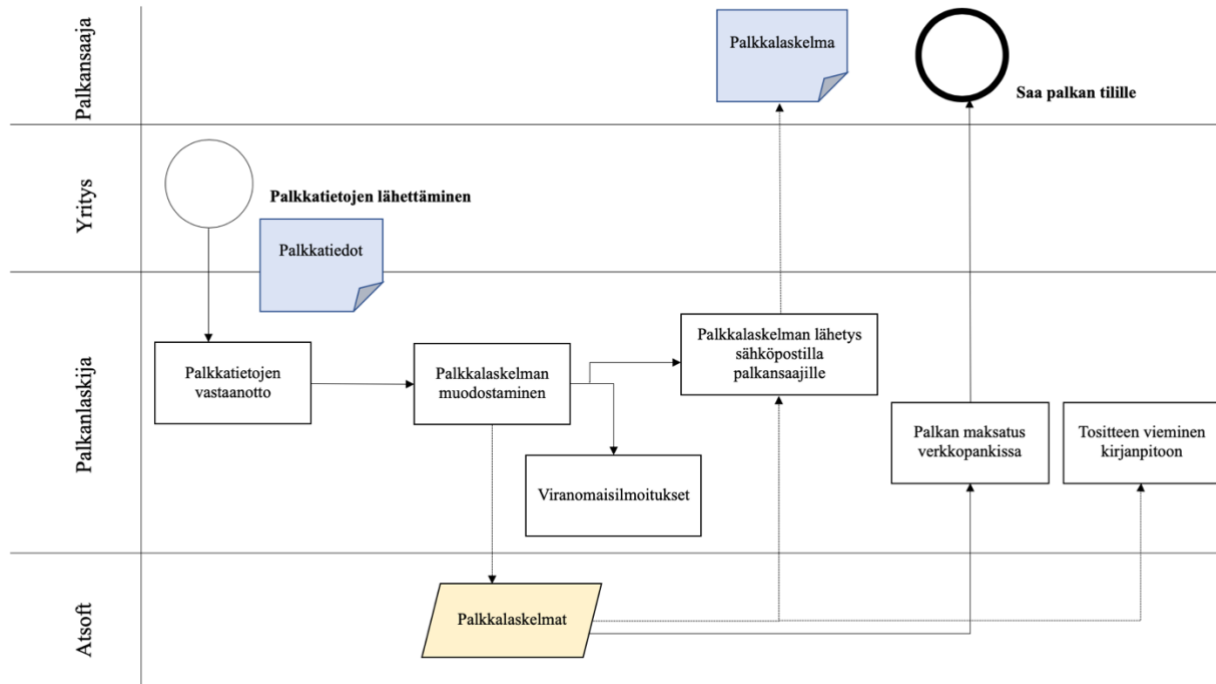 Palkansaaja
Palkkalaskelma
Saa palkan tilille
Yritys
Palkkatietojen lähettäminen
Palkkatiedot
Palkanlaskija
Palkkatietojen
vastaanotto
Palkkalaskelman
muodostaminen
Palkkalaskelman lähetys
sähköpostilla
palkansaajille
Viranomaisilmoitukset
Palkan maksatus
verkkopankissa
Tositteen vieminen
kirjanpitoon
Atsoft
Palkkalaskelmat